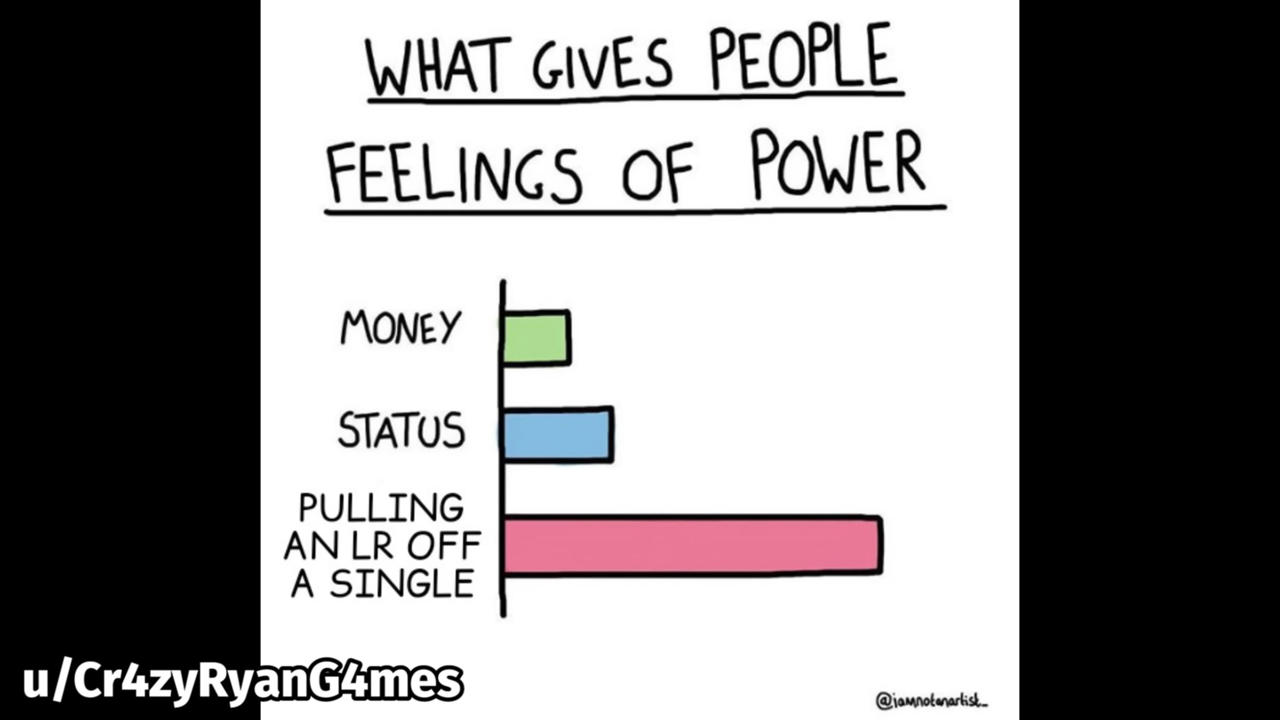 WHAT GIVES PEOPLE
FEELINGS OF POWER
MONEY
STATUS
PULLING
AN LR OFF
A SINGLE
u/Cr4zyRyanG4mes
@iamnotanartist_